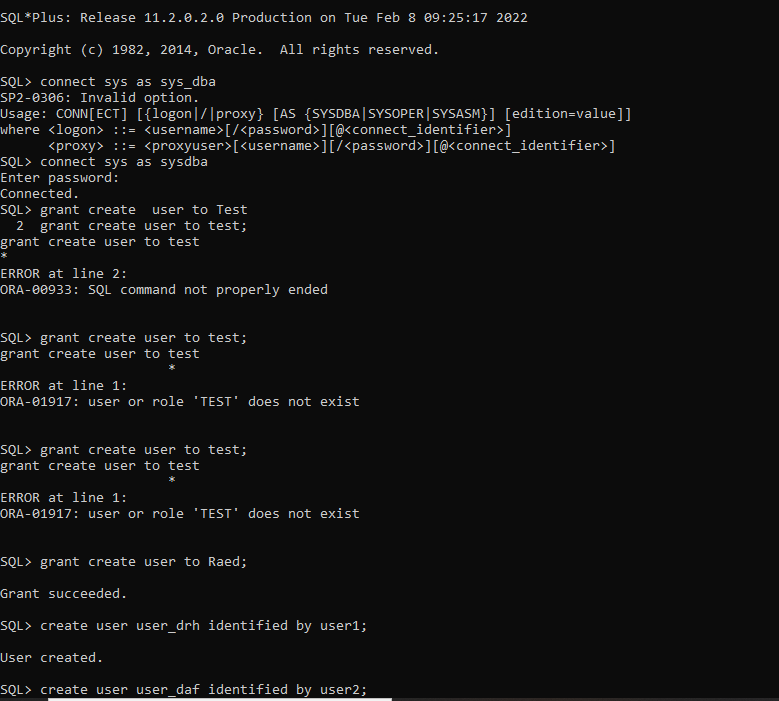 SQL*Plus: Release 11.2.0.2.0 Production on Tue Feb 8 09:25:17 2022
Copyright (c) 1982, 2014, Oracle.  All rights reserved.
SQL> connect sys as sys_dba
SP2-0306: Invalid option.
Usage: CONN[ECT] [{logon|/|proxy} [AS {SYSDBA|SYSOPER|SYSASM}] [edition=value]]
where <logon> ::= <username>[/<password>][@<connect_identifier>]
      <proxy> ::= <proxyuser>[<username>][/<password>][@<connect_identifier>]
SQL> connect sys as sysdba
Enter password:
Connected.
SQL> grant create  user to Test
  2  grant create user to test;
grant create user to test
*
ERROR at line 2:
ORA-00933: SQL command not properly ended
SQL> grant create user to test;
grant create user to test
                     *
ERROR at line 1:
ORA-01917: user or role 'TEST' does not exist
SQL> grant create user to test;
grant create user to test
                     *
ERROR at line 1:
ORA-01917: user or role 'TEST' does not exist
SQL> grant create user to Raed;
Grant succeeded.
SQL> create user user_drh identified by user1;
User created.
SQL> create user user_daf identified by user2;